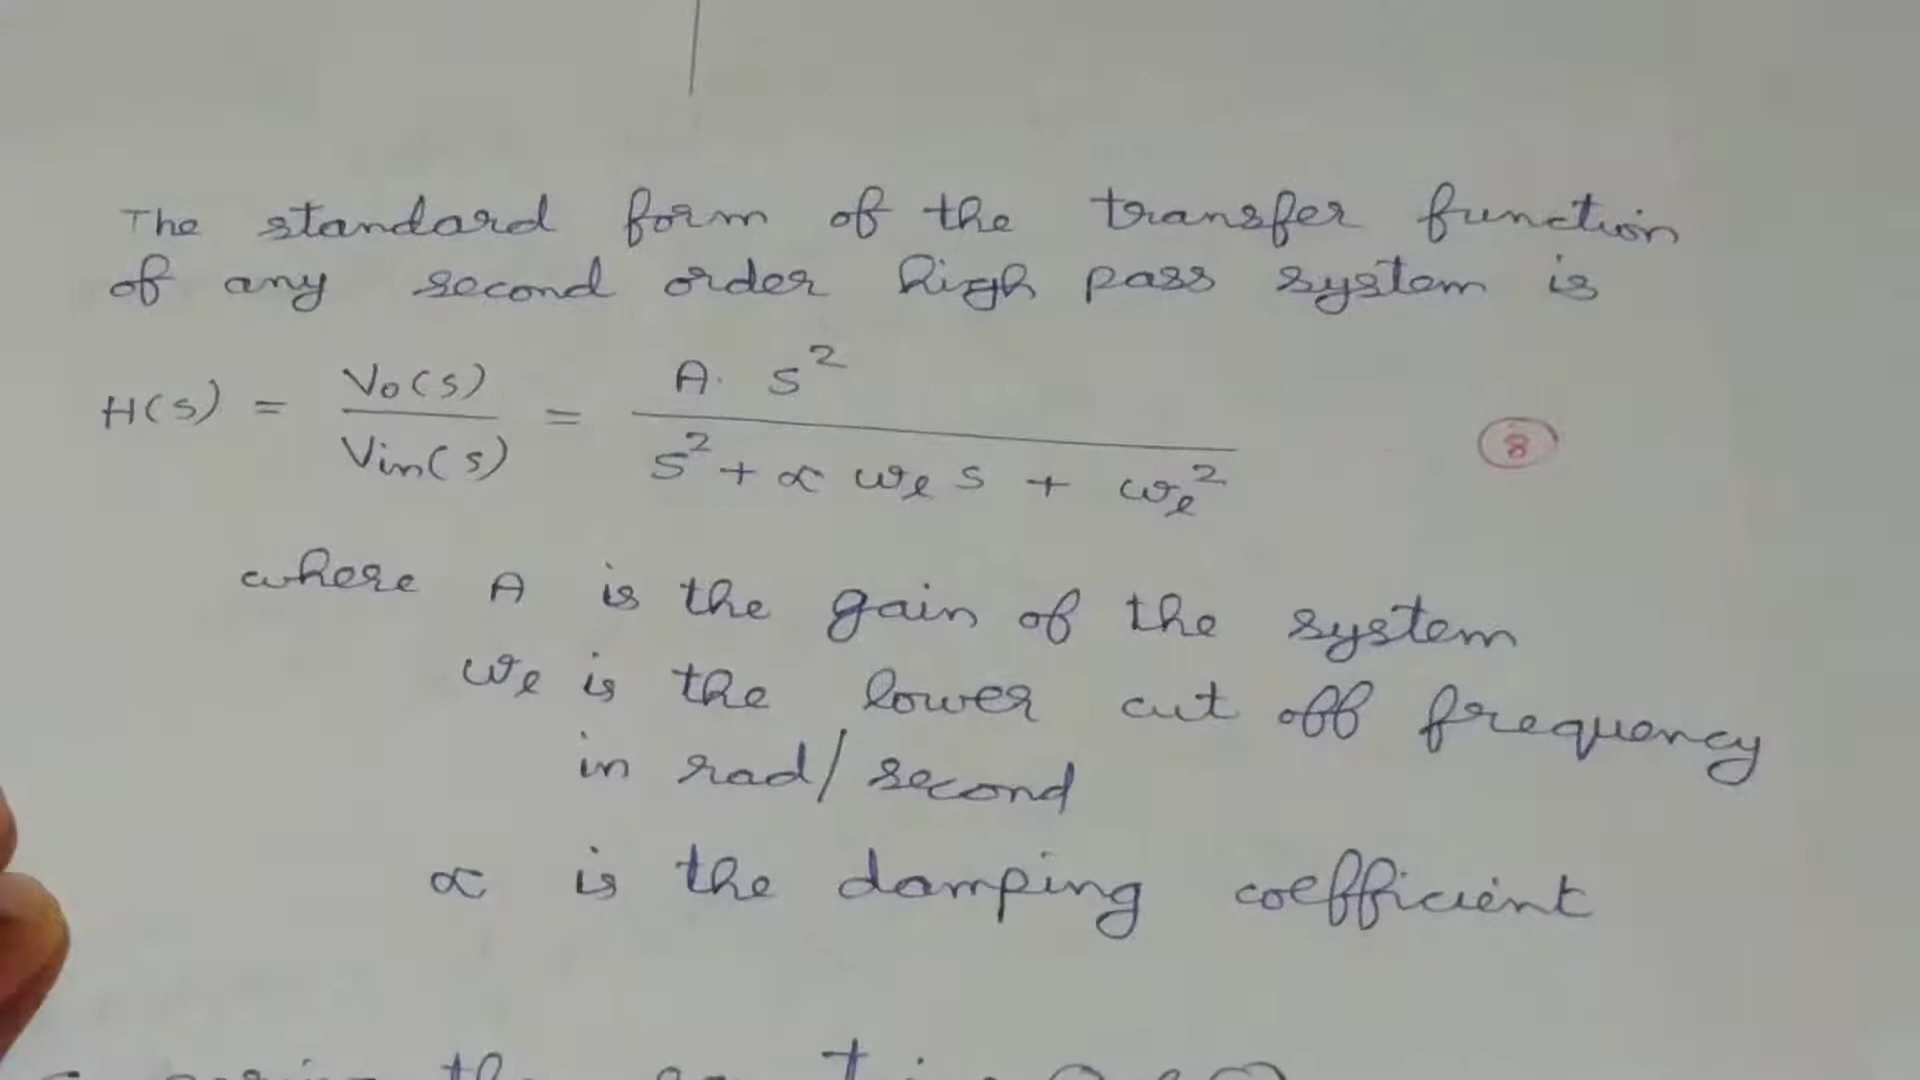 The standard form of the transfer function
of any second order high pass system is
H(s) = Vo(s) / Vin(s) = A. s² / s² + α ωl s + ωl² 8
where A is the gain of the system
ωl is the lower cut off frequency
in rad/second
α is the damping coefficient